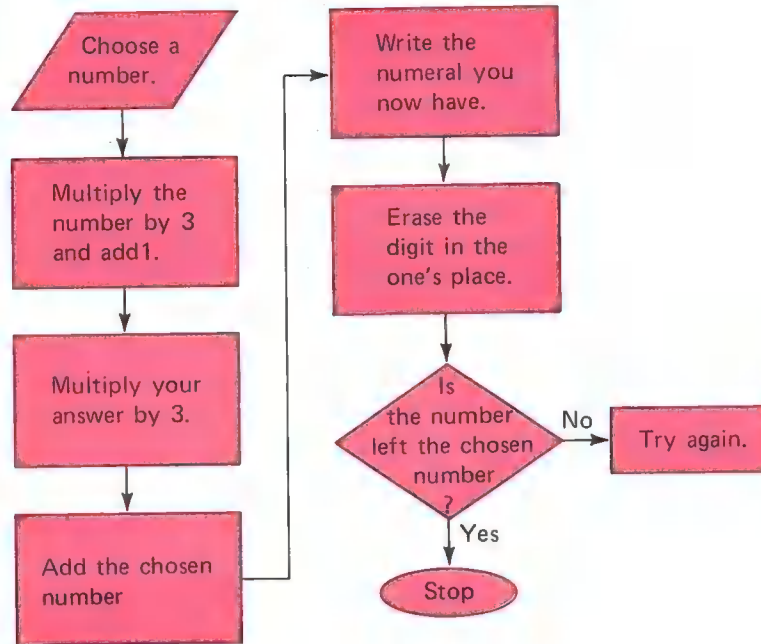 Choose a
number.
Multiply the
number by 3
and add1.
Multiply your
answer by 3.
Add the chosen
number
Write the
numeral you
now have.
Erase the
digit in the
one's place.
Is
the number
left the chosen
number
?
No
Try again.
Yes
Stop